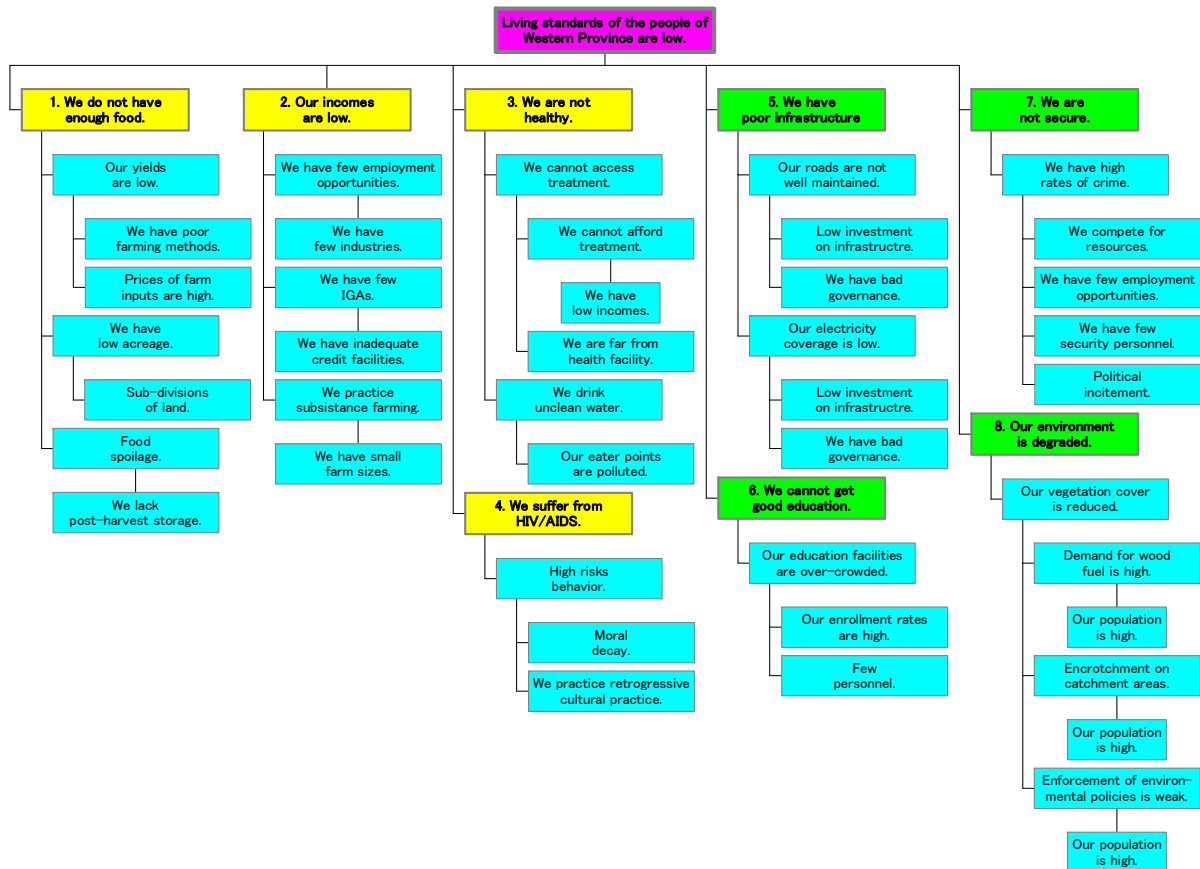 Living standards of the people of
Western Province are low.
1. We do not have
enough food.
Our yields
are low.
We have poor
farming methods.
Prices of farm
inputs are high.
We have
low acreage.
Sub-divisions
of land.
Food
spoilage.
We lack
post-harvest storage.
2. Our incomes
are low.
We have few employment
opportunities.
We have
few industries.
We have few
IGAs.
We have inadequate
credit facilities.
We practice
subsistance farming.
We have small
farm sizes.
3. We are not
healthy.
We cannot access
treatment.
We cannot afford
treatment.
We have
low incomes.
We are far from
health facility.
We drink
unclean water.
Our eater points
are polluted.
4. We suffer from
HIV/AIDS.
High risks
behavior.
Moral
decay.
We practice retrogressive
cultural practice.
5. We have
poor infrastructure
Our roads are not
well maintained.
Low investment
on infrastructre.
We have bad
governance.
Our electricity
coverage is low.
Low investment
on infrastructre.
We have bad
governance.
6. We cannot get
good education.
Our education facilities
are over-crowded.
Our enrollment rates
are high.
Few
personnel.
7. We are
not secure.
We have high
rates of crime.
We compete for
resources.
We have few employment
opportunities.
We have few
security personnel.
Political
incitement.
8. Our environment
is degraded.
Our vegetation cover
is reduced.
Demand for wood
fuel is high.
Our population
is high.
Encrotchment on
catchment areas.
Our population
is high.
Enforcement of environ-
mental policies is weak.
Our population
is high.